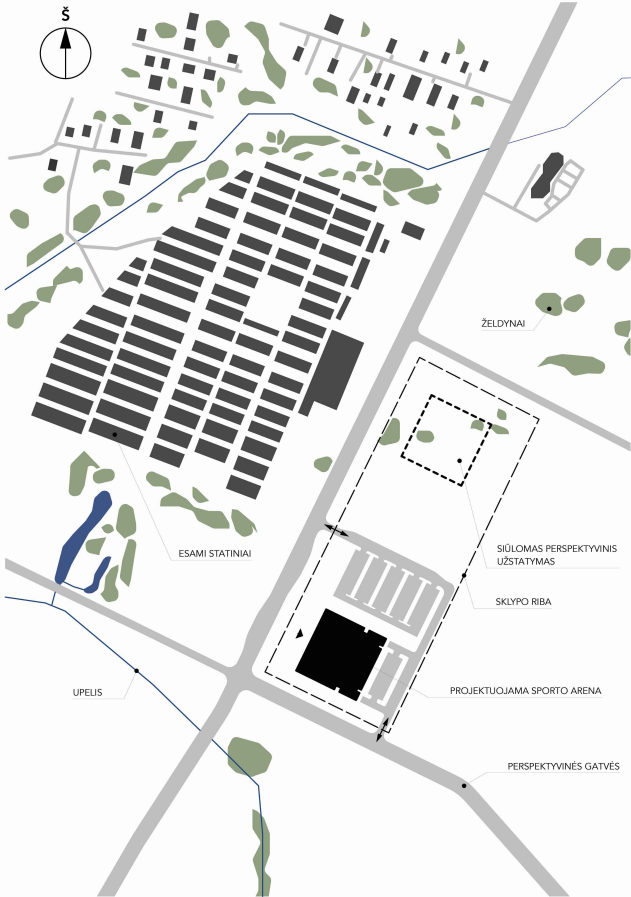 Š
ŽELDYNAI
ESAMI STATINIAI
SIŪLOMAS PERSPEKTYVINIS
UŽSTATYMAS
SKLYPO RIBA
UPELIS
PROJEKTUOJAMA SPORTO ARENA
PERSPEKTYVINĖS GATVĖS